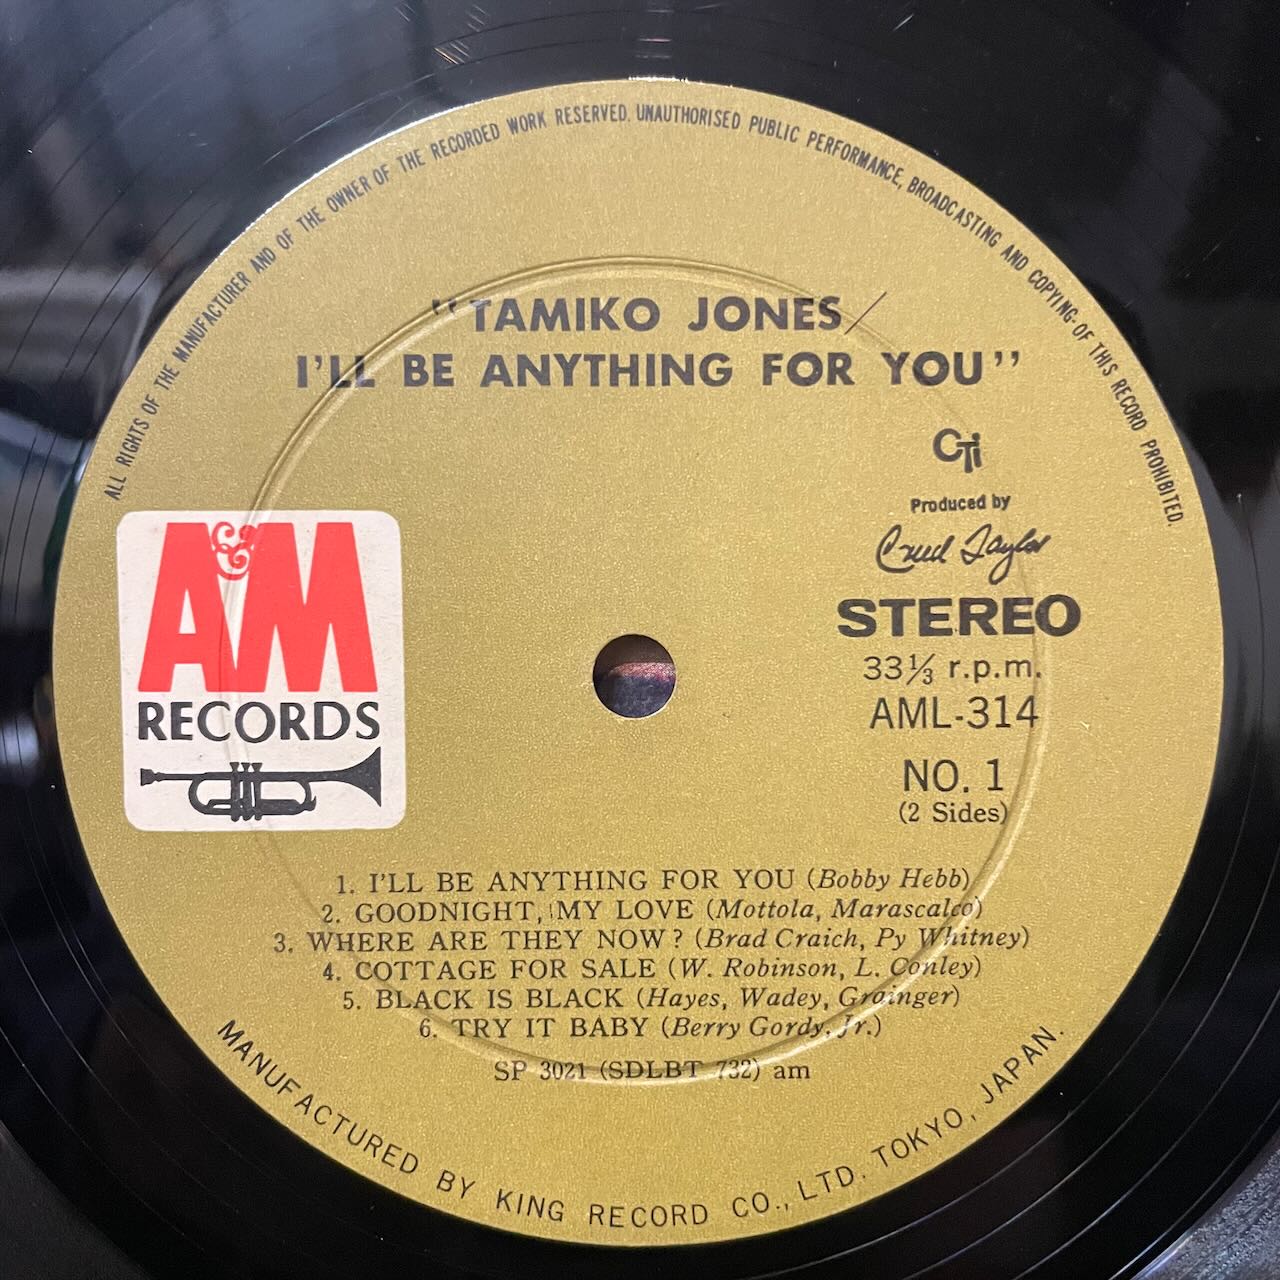 ALL RIGHTS OF THE MANUFACTURER AND OF THE OWNER OF THE RECORDED WORK RESERVED. UNAUTHORISED PUBLIC PERFORMANCE, BROADCASTING AND COPYING OF THIS RECORD PROHIBITED.
"TAMIKO JONES/
I'LL BE ANYTHING FOR YOU"
CTi
Produced by
Creed Taylor
A&M
RECORDS
STEREO
33⅓ r.p.m.
AML-314
NO. 1
(2 Sides)
1. I'LL BE ANYTHING FOR YOU (Bobby Hebb)
2. GOODNIGHT, MY LOVE (Mottola, Marascalco)
3. WHERE ARE THEY NOW? (Brad Craich, Py Whitney)
4. COTTAGE FOR SALE (W. Robinson, L. Conley)
5. BLACK IS BLACK (Hayes, Wadey, Grainger)
6. TRY IT BABY (Berry Gordy, Jr.)
SP 3021 (SDLBT 732) am
MANUFACTURED BY KING RECORD CO., LTD. TOKYO, JAPAN.